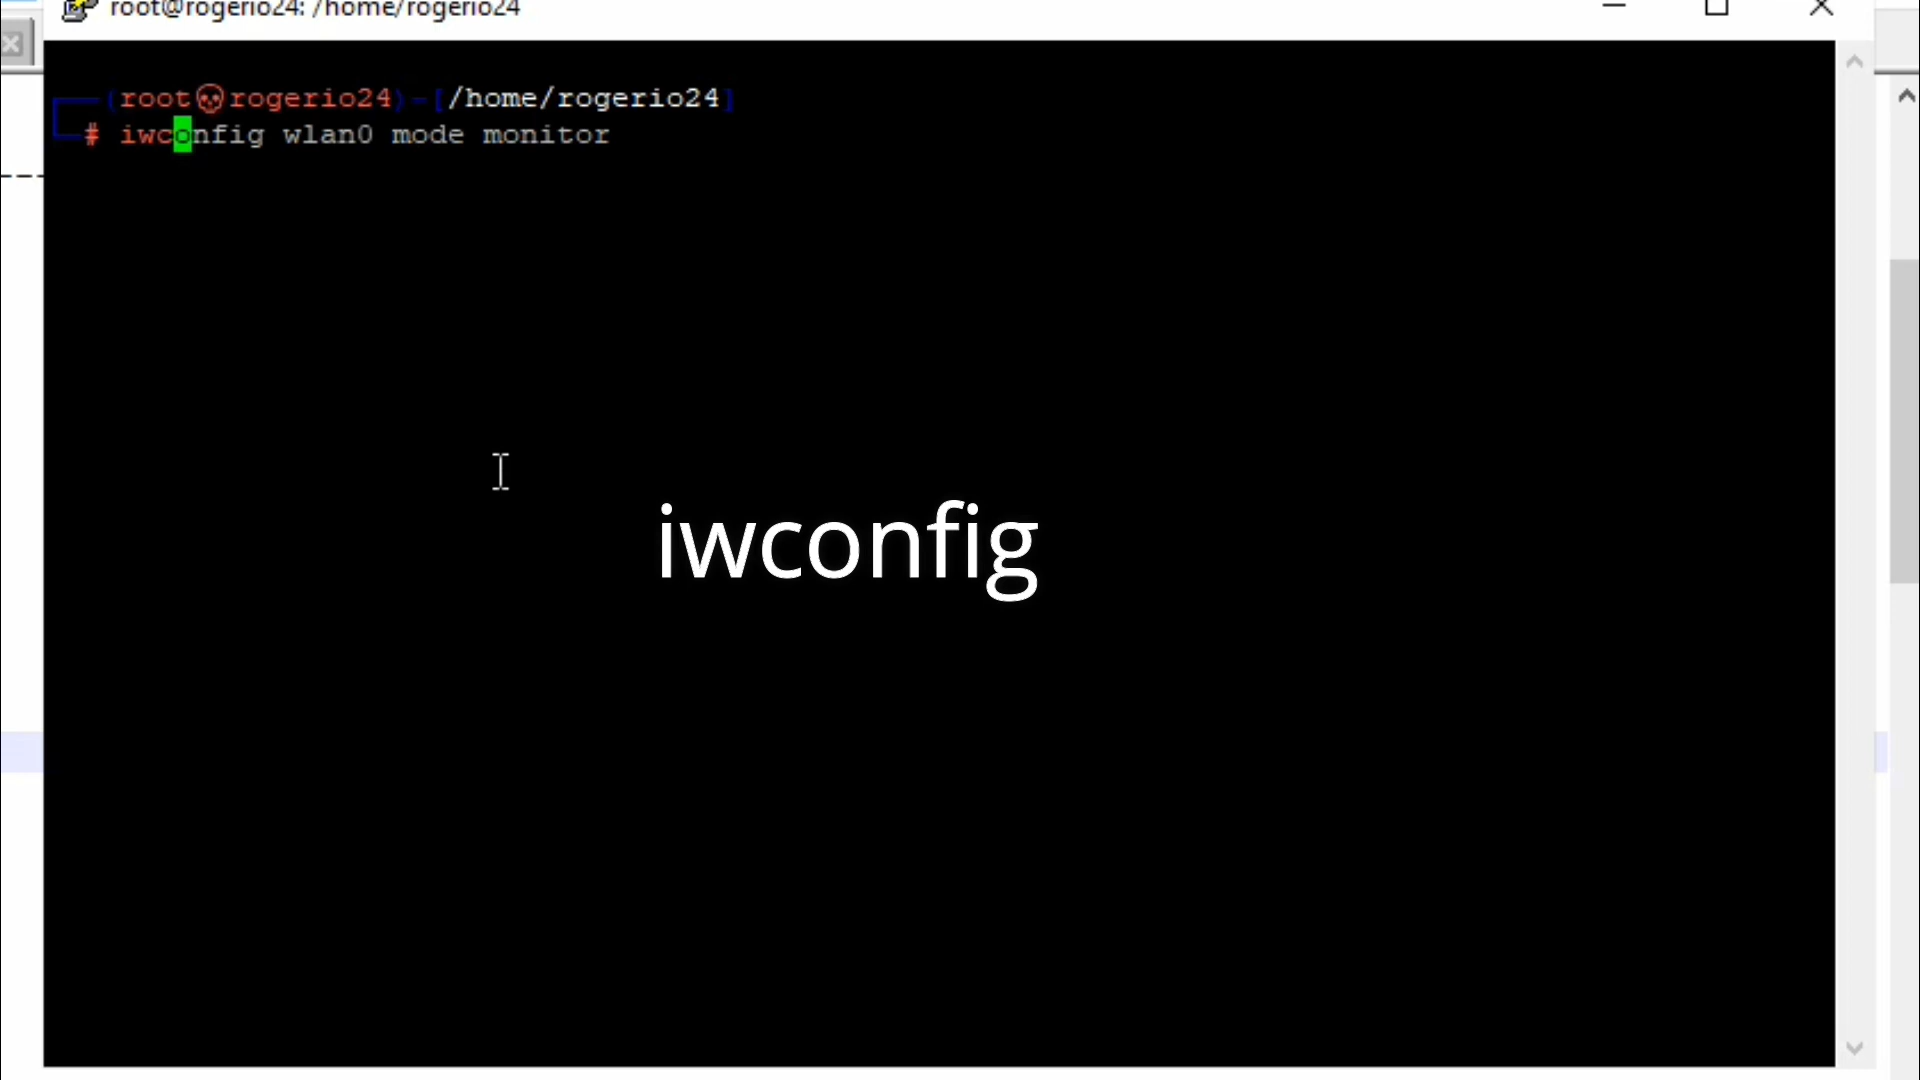 root@rogerio24: /home/rogerio24
(root💀rogerio24)-[/home/rogerio24]
# iwconfig wlan0 mode monitor
iwconfig